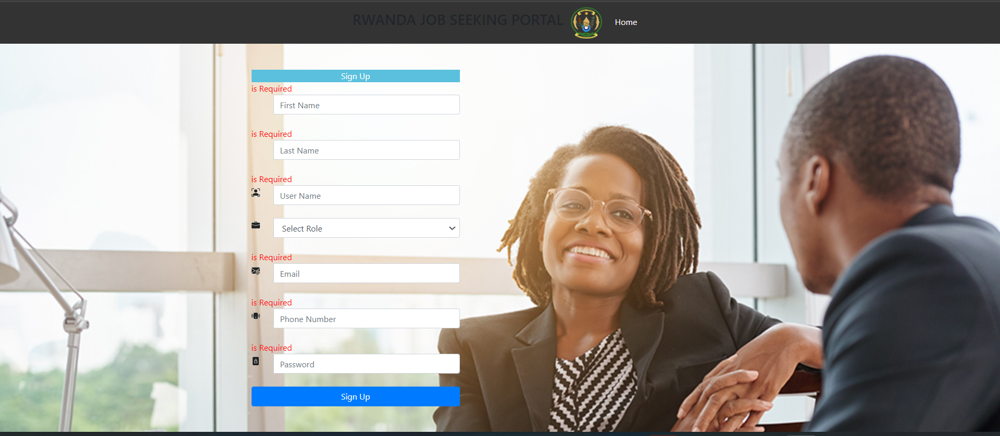 RWANDA JOB SEEKING PORTAL
Home
Sign Up
is Required
First Name
is Required
Last Name
is Required
User Name
Select Role
is Required
Email
is Required
Phone Number
is Required
Password
Sign Up